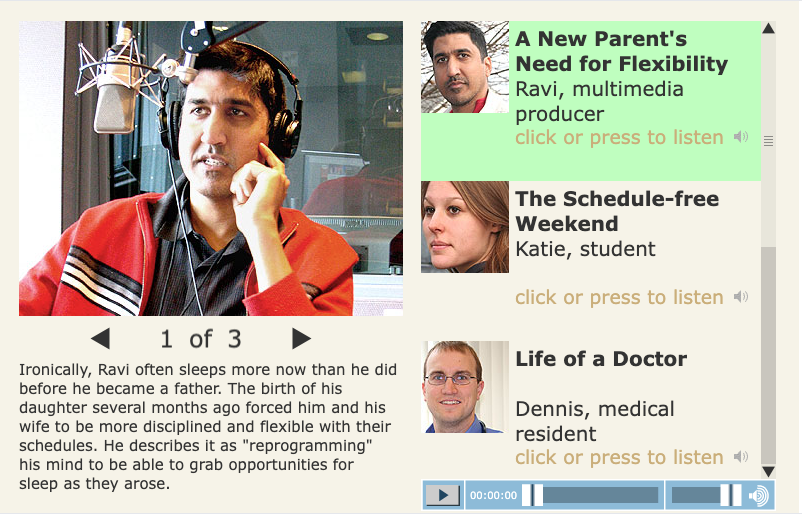 1 of 3
Ironically, Ravi often sleeps more now than he did
before he became a father. The birth of his
daughter several months ago forced him and his
wife to be more disciplined and flexible with their
schedules. He describes it as "reprogramming"
his mind to be able to grab opportunities for
sleep as they arose.
A New Parent's
Need for Flexibility
Ravi, multimedia
producer
click or press to listen
The Schedule-free
Weekend
Katie, student
click or press to listen
Life of a Doctor
Dennis, medical
resident
click or press to listen
00:00:00